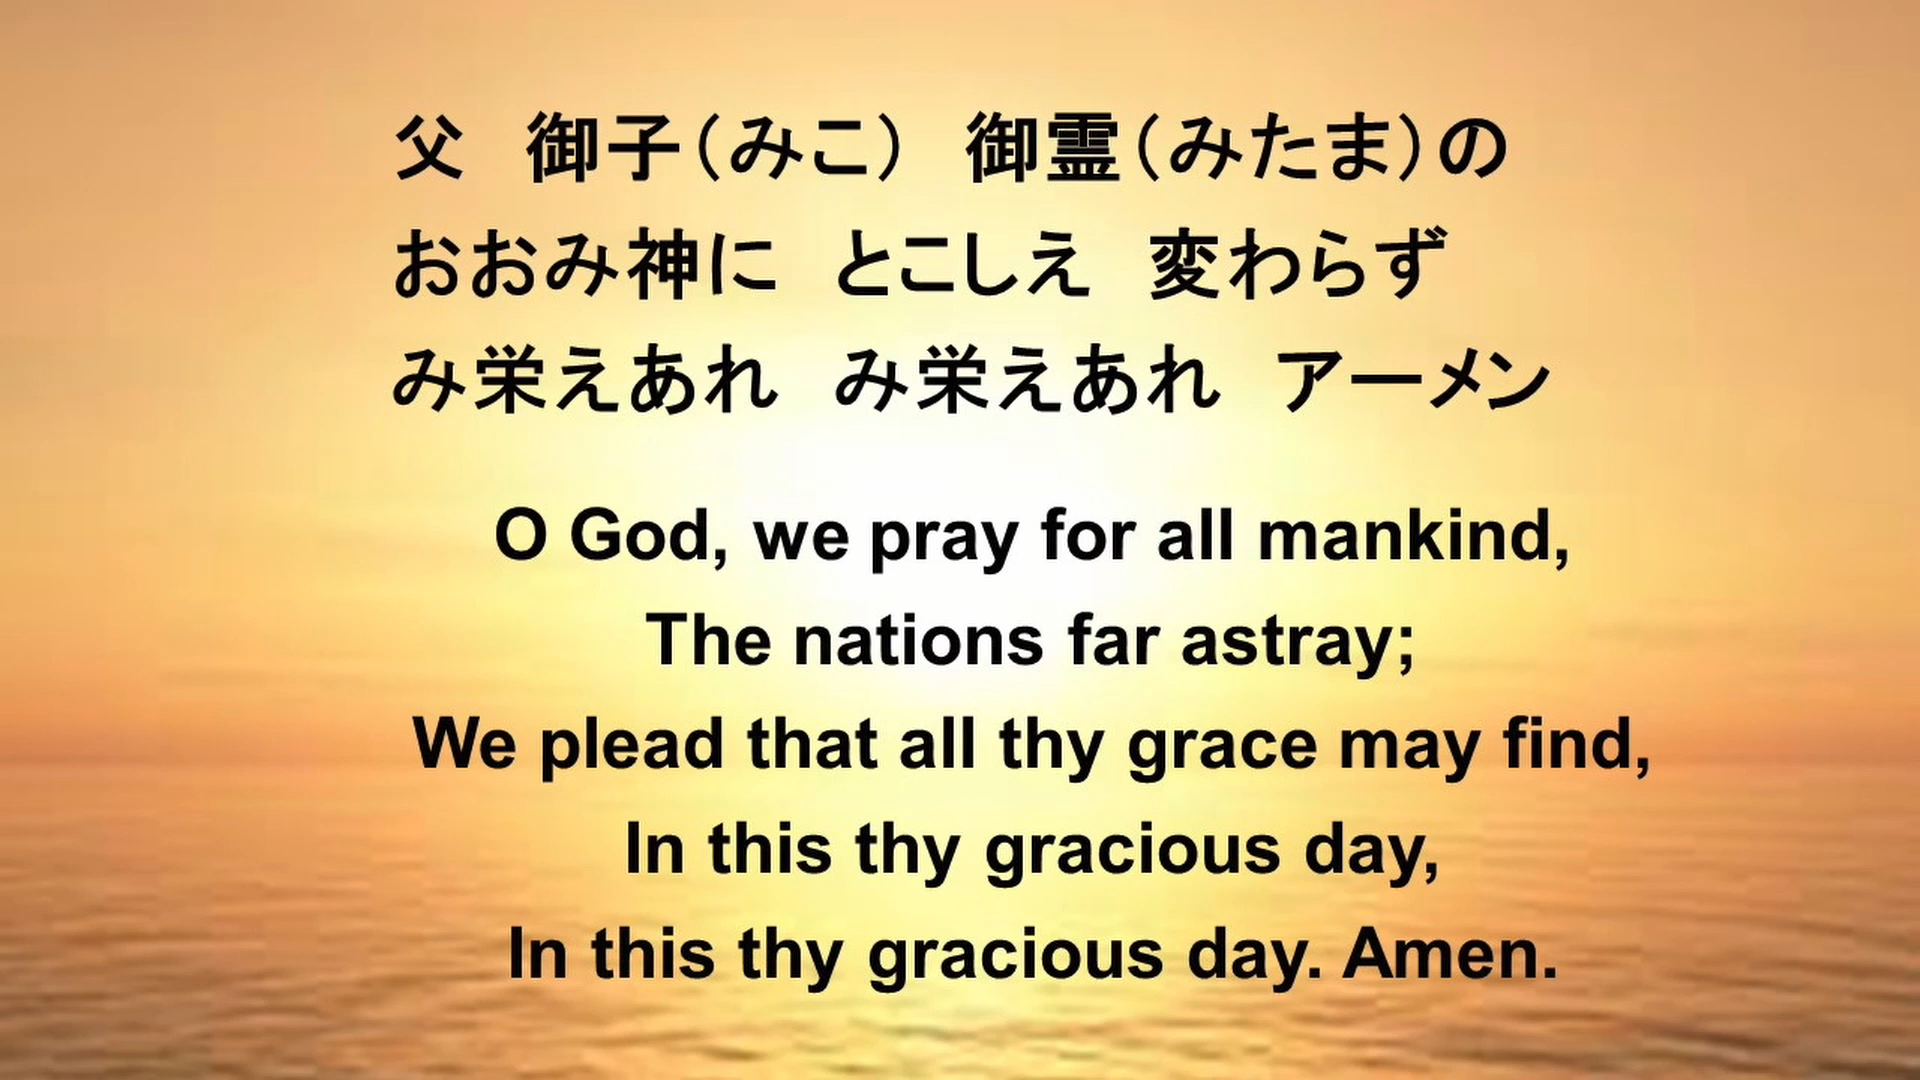 父　御子（みこ）　御霊（みたま）の
おおみ神に　とこしえ　変わらず
み栄えあれ　み栄えあれ　アーメン
O God, we pray for all mankind,
The nations far astray;
We plead that all thy grace may find,
In this thy gracious day,
In this thy gracious day. Amen.